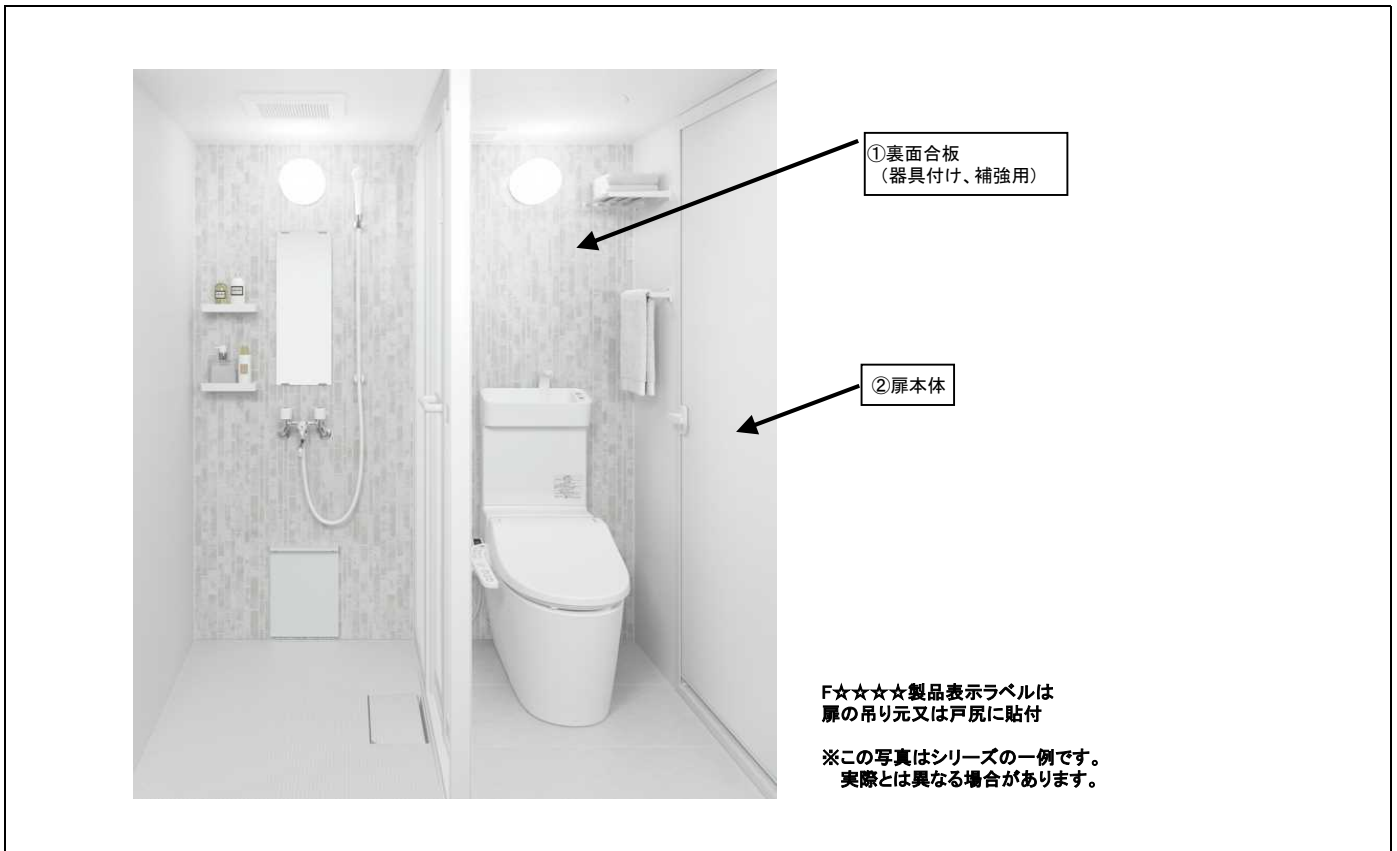 ①裏面合板
（器具付け、補強用）
②扉本体
F☆☆☆☆製品表示ラベルは
扉の吊り元又は戸尻に貼付
※この写真はシリーズの一例です。
実際とは異なる場合があります。